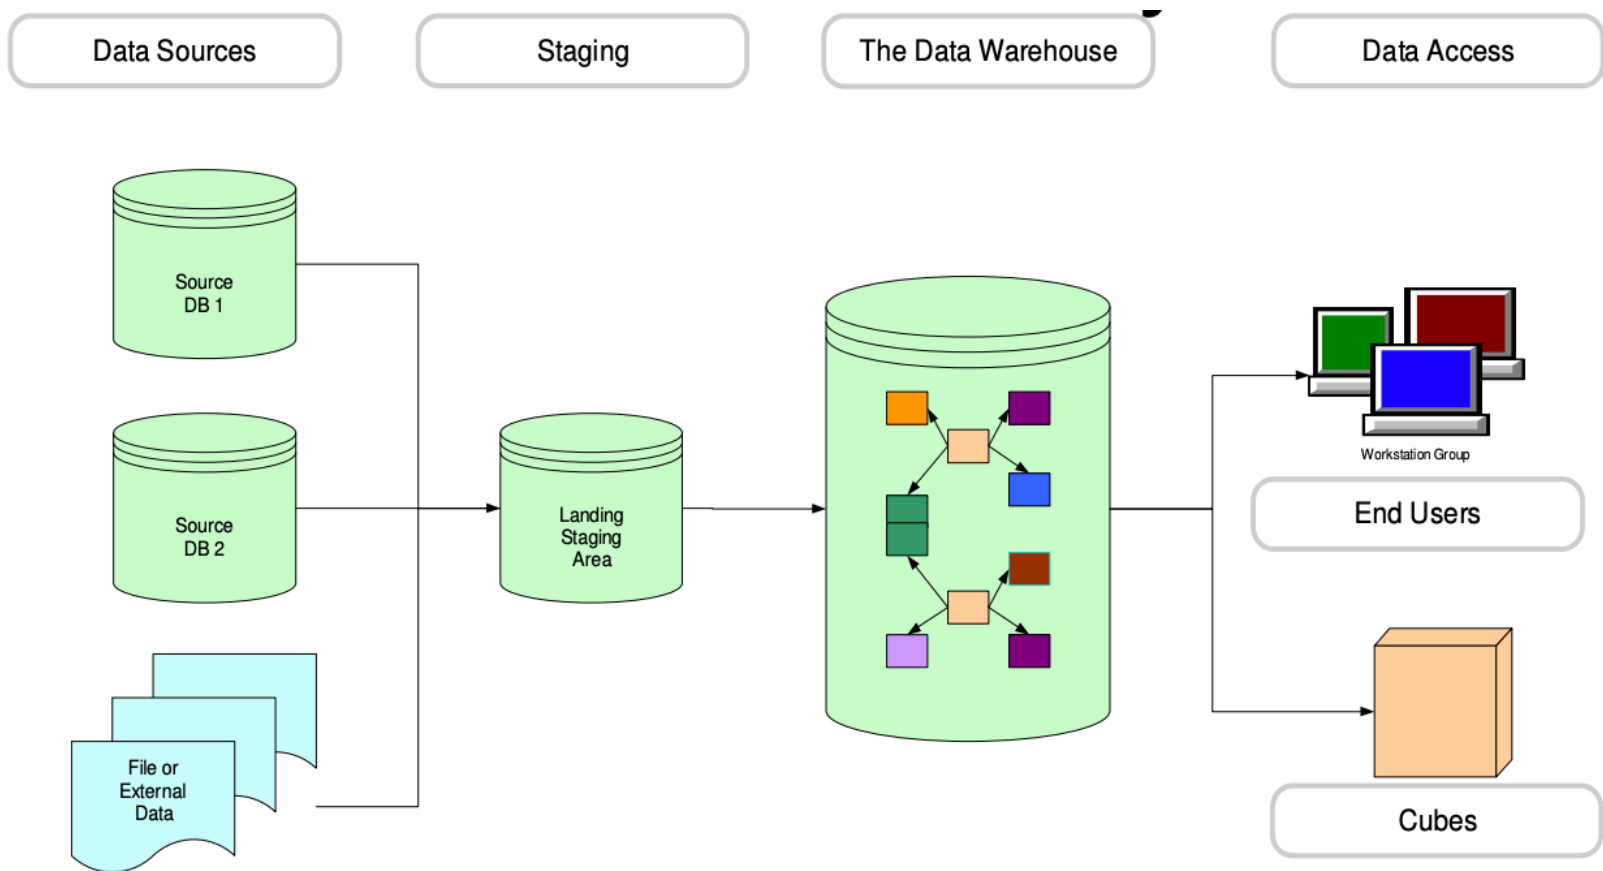 Data Sources
Staging
The Data Warehouse
Data Access
Source
DB 1
Source
DB 2
File or
External
Data
Landing
Staging
Area
Workstation Group
End Users
Cubes